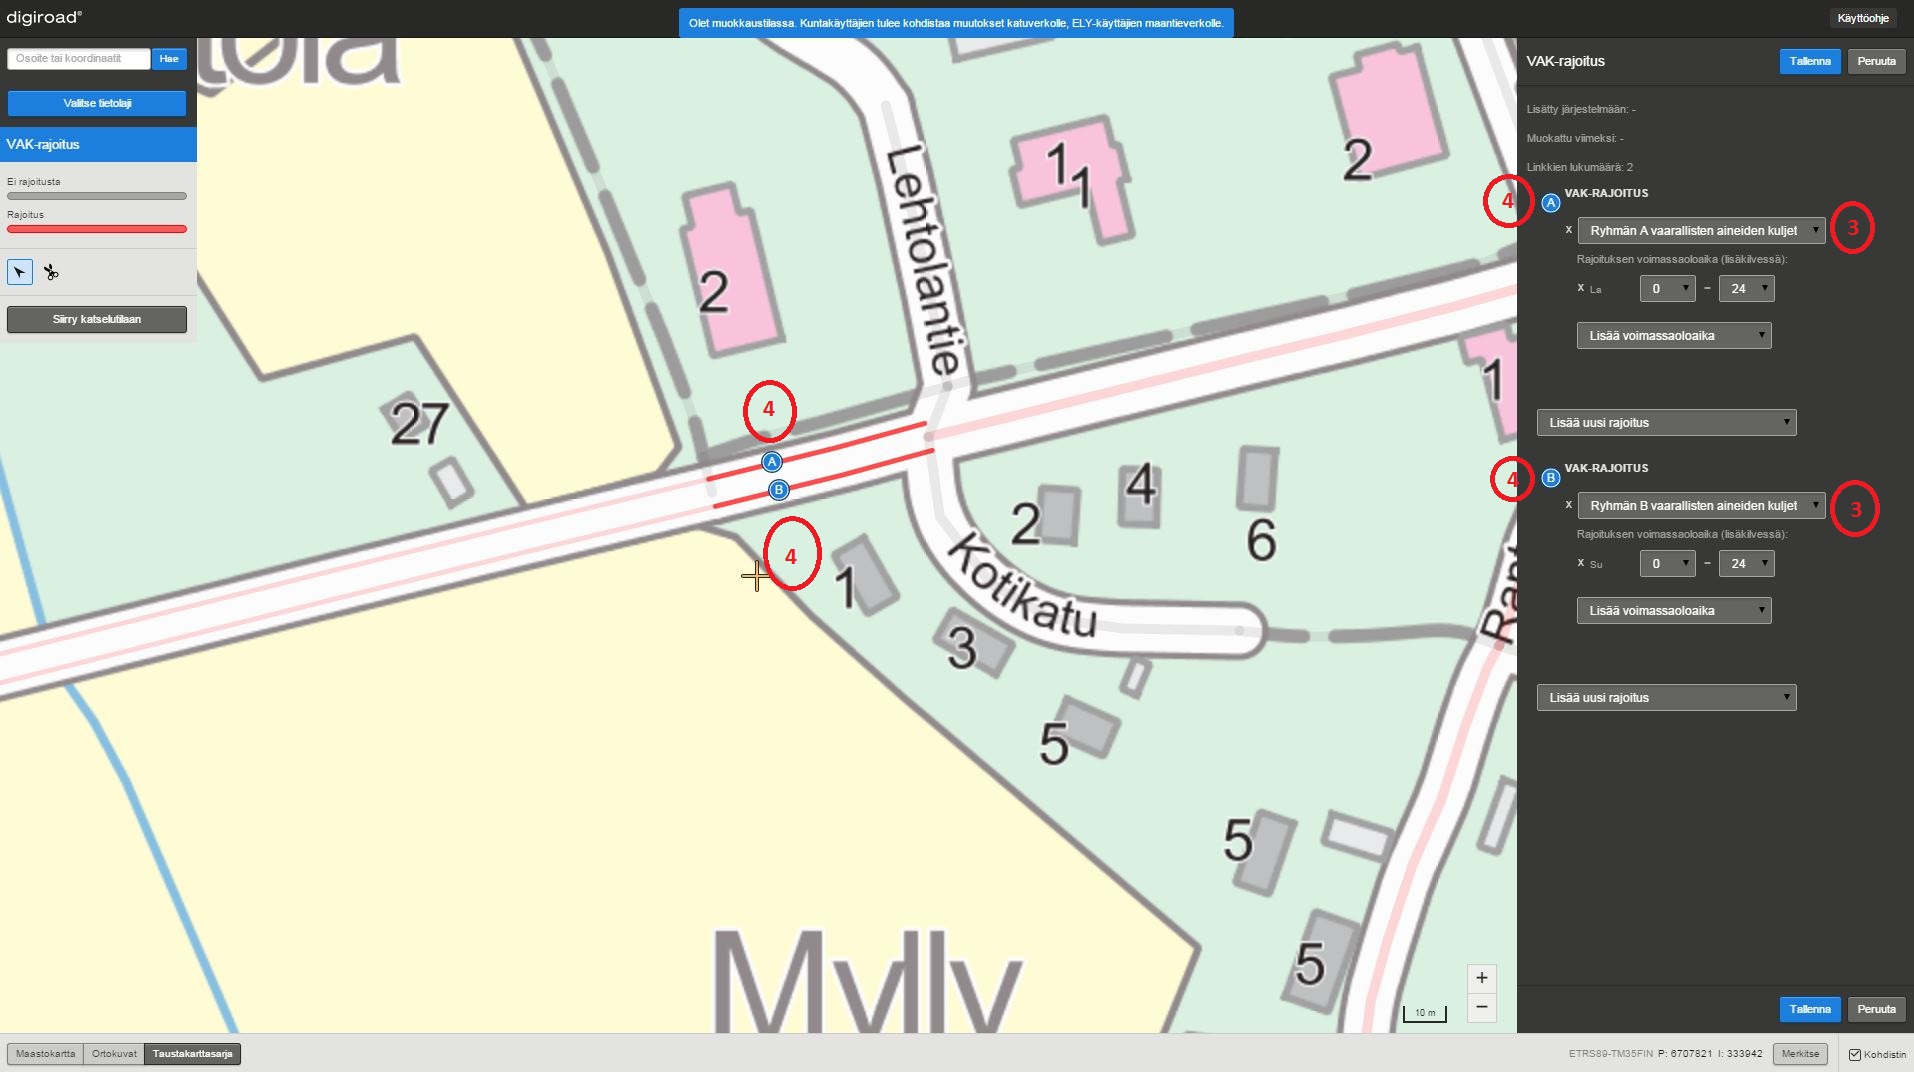 digiroad®
Olet muokkaustilassa. Kuntakäyttäjien tulee kohdistaa muutokset katuverkolle, ELY-käyttäjien maantieverkolle.
Käyttöohje
Osoite tai koordinaatit
Hae
Valitse tietolaji
VAK-rajoitus
Ei rajoitusta
Rajoitus
Siirry katselutilaan
tola
Lehtolantie
1
1
2
2
27
1
4
A
B
4
2
4
6
1
3
Kotikatu
5
5
5
Mylly
10 m
+
−
VAK-rajoitus
Tallenna
Peruuta
Lisätty järjestelmään: -
Muokattu viimeksi: -
Linkkien lukumäärä: 2
4
A
VAK-RAJOITUS
x
Ryhmän A vaarallisten aineiden kuljet
3
Rajoituksen voimassaoloaika (lisäkilvessä):
x La 0 – 24
Lisää voimassaoloaika
Lisää uusi rajoitus
4
B
VAK-RAJOITUS
x
Ryhmän B vaarallisten aineiden kuljet
3
Rajoituksen voimassaoloaika (lisäkilvessä):
x Su 0 – 24
Lisää voimassaoloaika
Lisää uusi rajoitus
Tallenna
Peruuta
Maastokartta
Ortokuvat
Taustakarttasarja
ETRS89-TM35FIN P: 6707821 I: 333942
Merkitse
Kohdistin